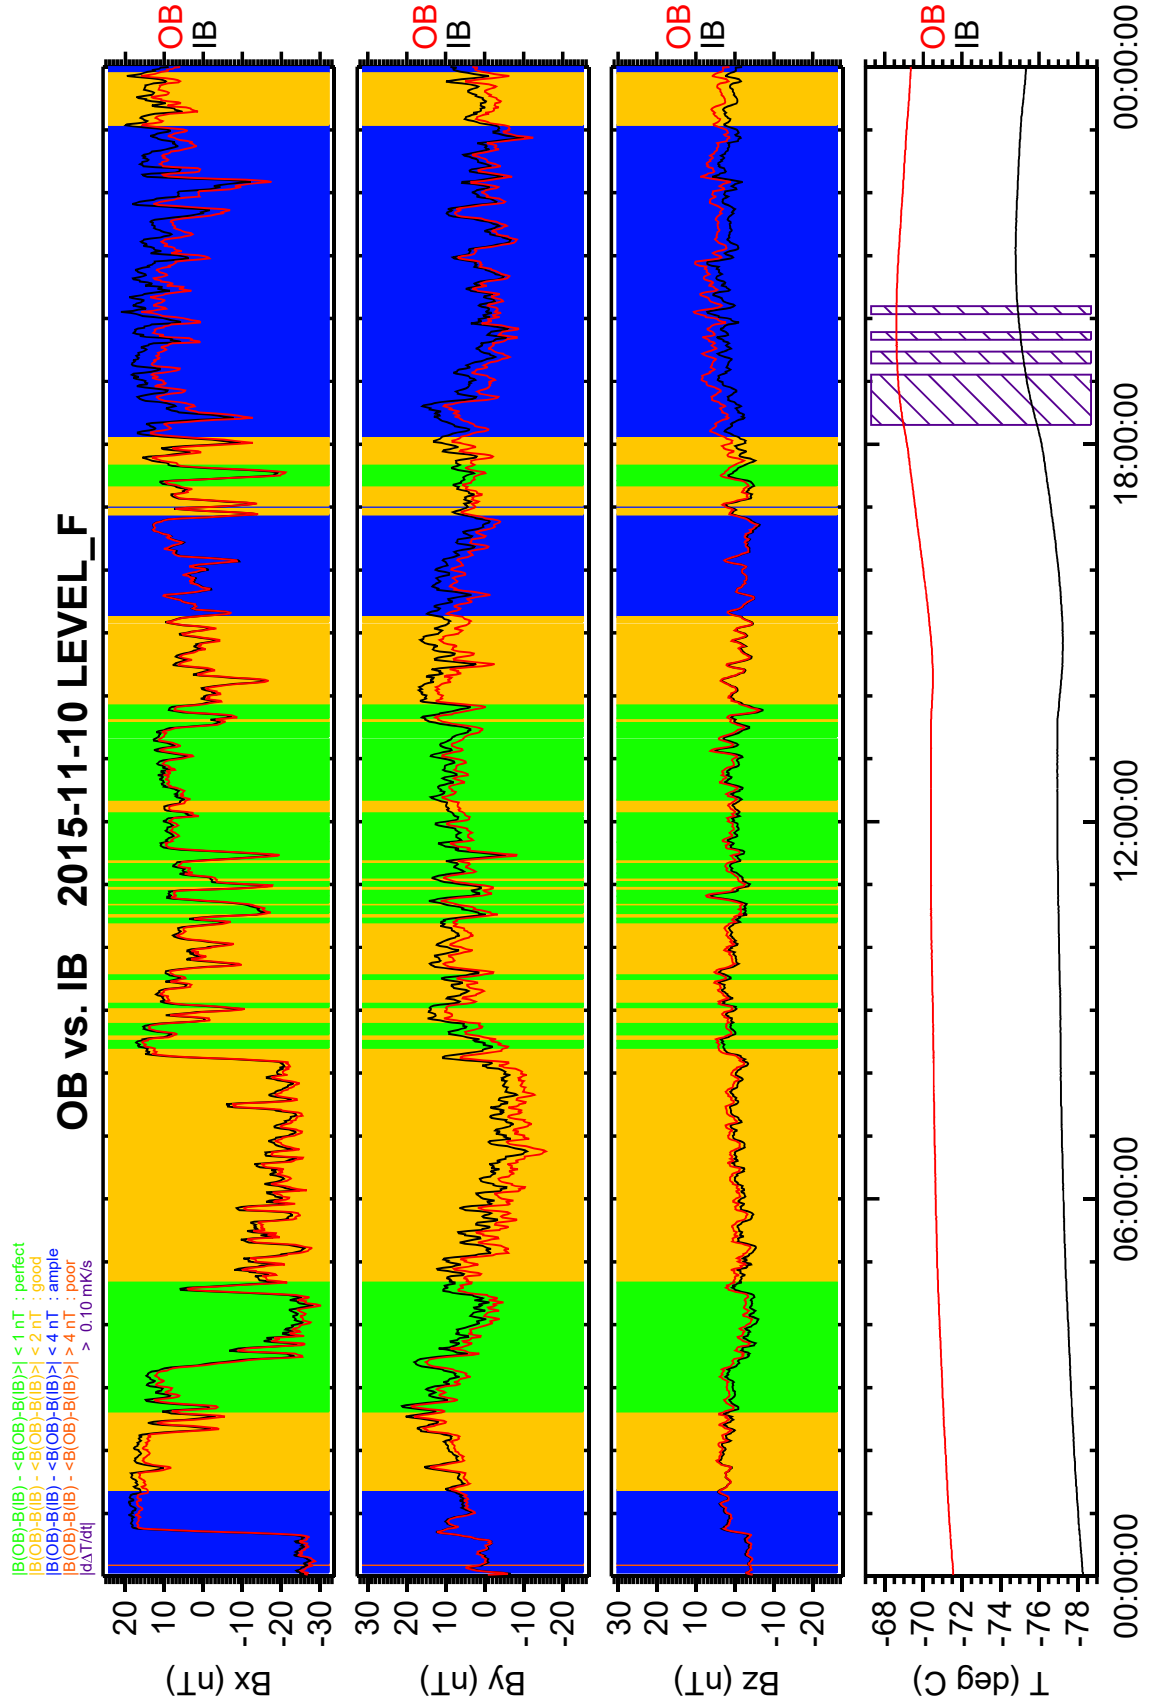 |B(OB)-B(IB) - <B(OB)-B(IB)>| < 1 nT : perfect
|B(OB)-B(IB) - <B(OB)-B(IB)>| < 2 nT : good
|B(OB)-B(IB) - <B(OB)-B(IB)>| < 4 nT : ample
|B(OB)-B(IB) - <B(OB)-B(IB)>| > 4 nT : poor
|dΔT/dt| > 0.10 mK/s
OB vs. IB 2015-11-10 LEVEL_F
Bx (nT)
20
10
0
-10
-20
-30
OB
IB
By (nT)
20
10
0
-10
-20
OB
IB
Bz (nT)
30
20
10
0
-10
-20
OB
IB
T (deg C)
-68
-70
-72
-74
-76
-78
OB
IB
00:00:00
06:00:00
12:00:00
18:00:00
00:00:00